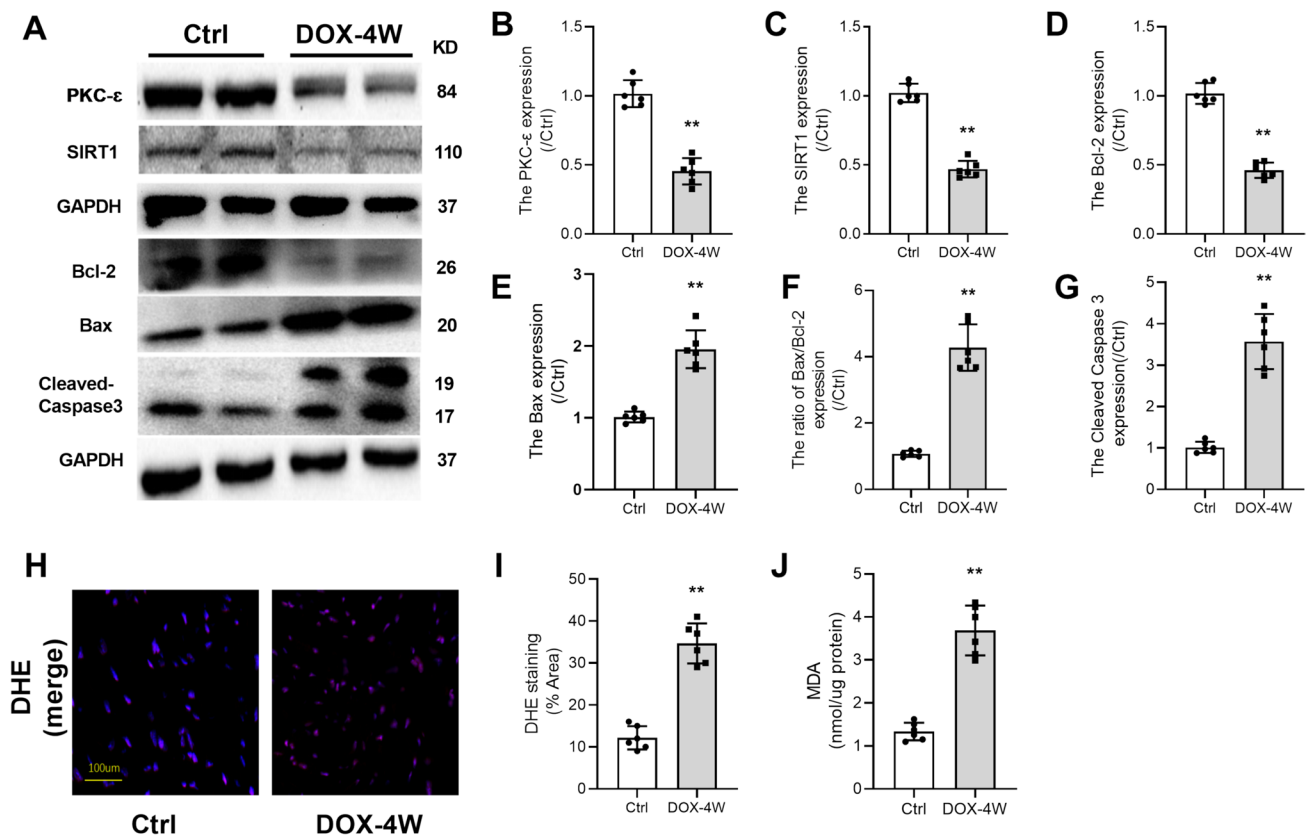 A
Ctrl DOX-4W
KD
PKC-ε 84
SIRT1 110
GAPDH 37
Bcl-2 26
Bax 20
Cleaved- 19
Caspase3 17
GAPDH 37
B
The PKC-ε expression
(/Ctrl)
1.5
1.0
0.5
0.0
**
Ctrl DOX-4W
C
The SIRT1 expression
(/Ctrl)
1.5
1.0
0.5
0.0
**
Ctrl DOX-4W
D
The Bcl-2 expression
(/Ctrl)
1.5
1.0
0.5
0.0
**
Ctrl DOX-4W
E
The Bax expression
(/Ctrl)
3
2
1
0
**
Ctrl DOX-4W
F
The ratio of Bax/Bcl-2
expression
(/Ctrl)
6
4
2
0
**
Ctrl DOX-4W
G
The Cleaved Caspase 3
expression(/Ctrl)
5
4
3
2
1
0
**
Ctrl DOX-4W
H
DHE
(merge)
100um
Ctrl DOX-4W
I
DHE staining
(% Area)
50
40
30
20
10
0
**
Ctrl DOX-4W
J
MDA
(nmol/ug protein)
5
4
3
2
1
0
**
Ctrl DOX-4W